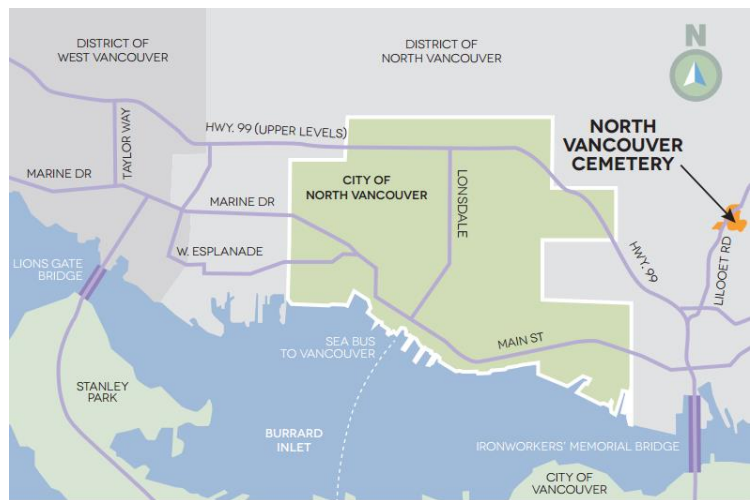 DISTRICT OF
WEST VANCOUVER
DISTRICT OF
NORTH VANCOUVER
N
TAYLOR WAY
HWY. 99 (UPPER LEVELS)
NORTH
VANCOUVER
CEMETERY
MARINE DR
CITY OF
NORTH VANCOUVER
MARINE DR
LONSDALE
W. ESPLANADE
HWY. 99
LILOOET RD
LIONS GATE
BRIDGE
SEA BUS
TO VANCOUVER
MAIN ST
STANLEY
PARK
BURRARD
INLET
IRONWORKERS' MEMORIAL BRIDGE
CITY OF
VANCOUVER